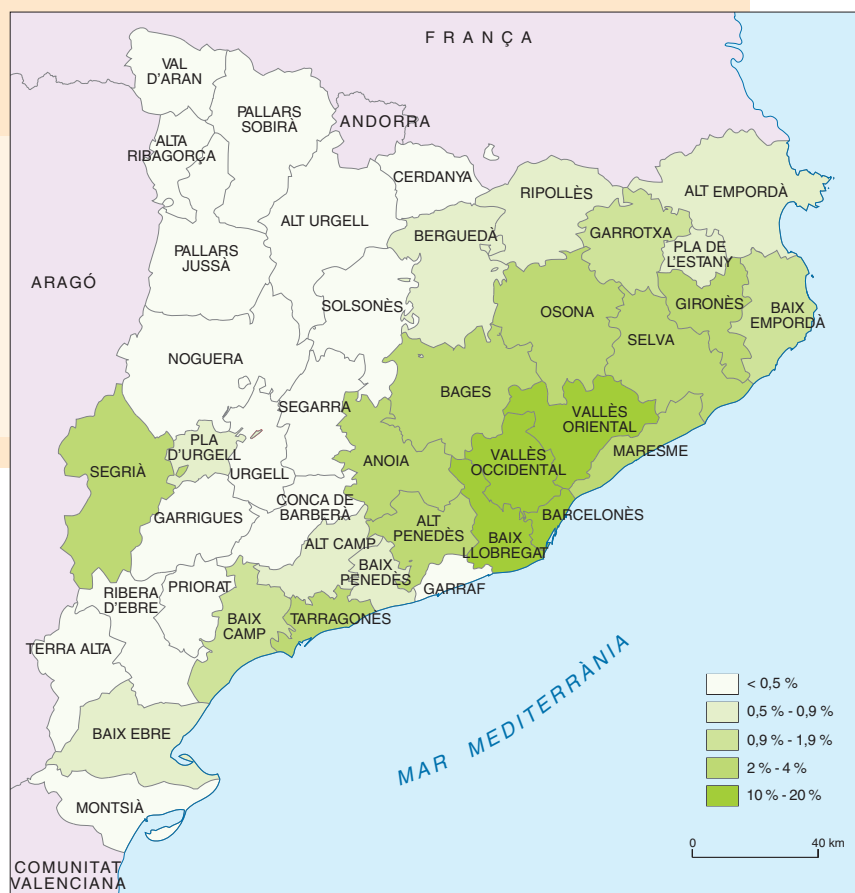 FRANÇA
VAL
D'ARAN
PALLARS
SOBIRÀ
ANDORRA
ALTA
RIBAGORÇA
CERDANYA
RIPOLLÈS
ALT EMPORDÀ
ALT URGELL
BERGUEDÀ
GARROTXA
PLA DE
L'ESTANY
PALLARS
JUSSÀ
ARAGÓ
SOLSONÈS
OSONA
GIRONÈS
BAIX
EMPORDÀ
SELVA
NOGUERA
BAGES
SEGARRA
VALLÈS
ORIENTAL
PLA
D'URGELL
SEGRIÀ
URGELL
ANOIA
VALLÈS
OCCIDENTAL
MARESME
CONCA DE
BARBERÀ
GARRIGUES
ALT
PENEDÈS
BARCELONÈS
ALT CAMP
BAIX
LLOBREGAT
BAIX
PENEDÈS
PRIORAT
GARRAF
RIBERA
D'EBRE
BAIX
CAMP
TARRAGONÈS
TERRA ALTA
MAR MEDITERRÀNIA
BAIX EBRE
MONTSIÀ
COMUNITAT
VALENCIANA
< 0,5 %
0,5 % - 0,9 %
0,9 % - 1,9 %
2 % - 4 %
10 % - 20 %
0 40 km